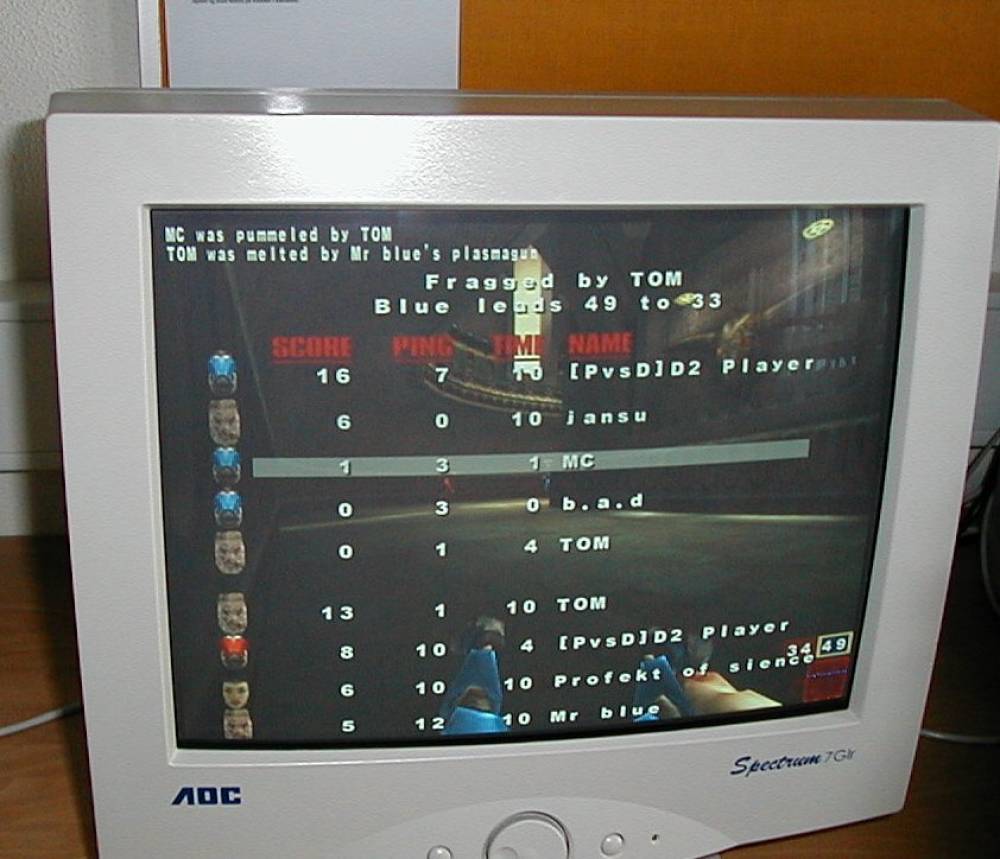 MC was pummeled by TOM
TOM was melted by Mr blue's plasmagun
Fragged by TOM
Blue leads 49 to 33
SCORE PING TIME NAME
16 7 10 [PvsD]D2 Player
6 0 10 jansu
1 3 1 MC
0 3 0 b.a.d
0 1 4 TOM
13 1 10 TOM
8 10 4 [PvsD]D2 Player
34 49
6 10 10 Profekt of sience
5 12 10 Mr blue
Spectrum 7Glr
AOC